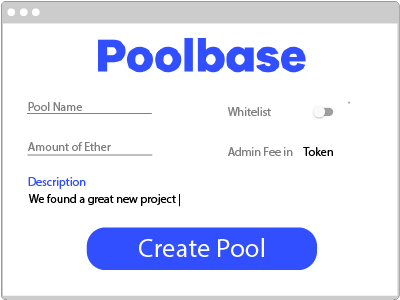 Poolbase
Pool Name
Whitelist
Amount of Ether
Admin Fee in Token
Description
We found a great new project
Create Pool